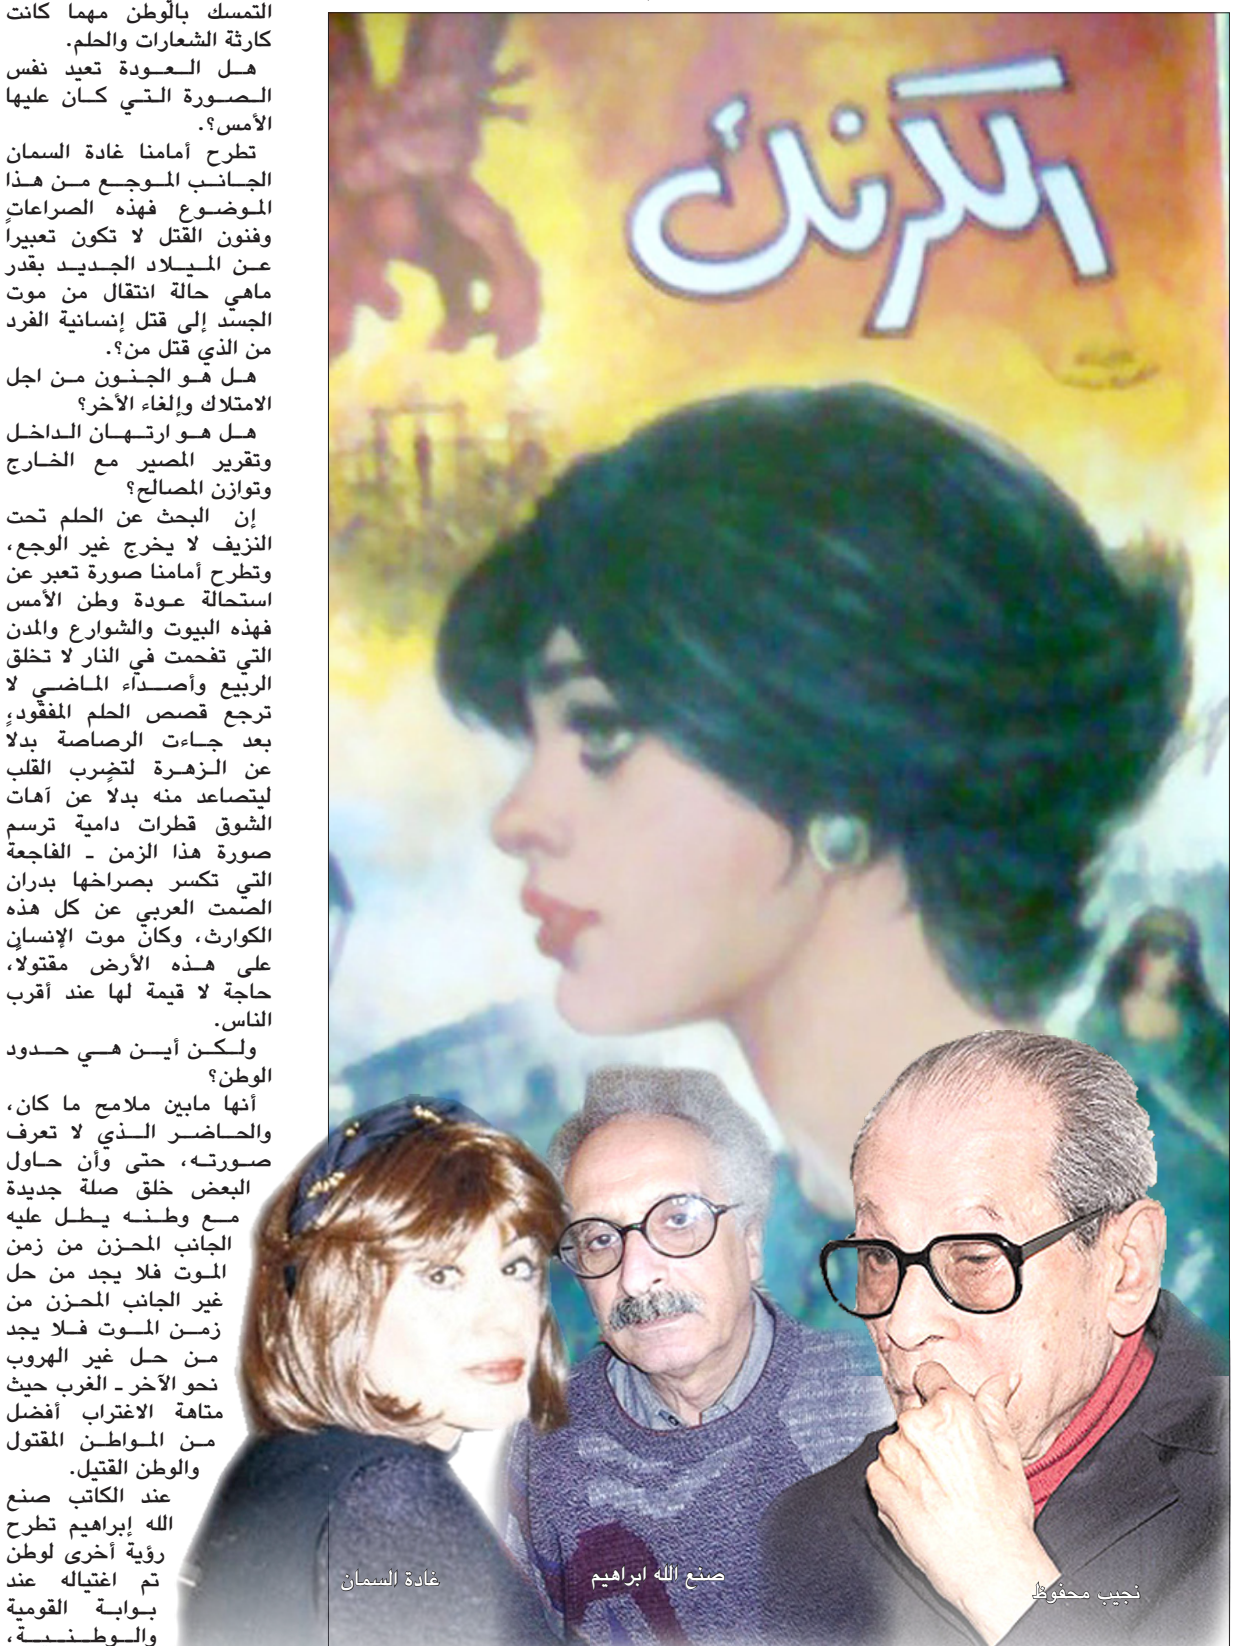 التمسك بالوطن مهما كانت
كارثة الشعارات والحلم.
هل العودة تعيد نفس
الصورة التي كان عليها
الأمس؟.
تطرح أمامنا غادة السمان
الجانب الموجع من هذا
الموضوع فهذه الصراعات
وفنون القتل لا تكون تعبيراً
عن الميلاد الجديد بقدر
ماهي حالة انتقال من موت
الجسد إلى قتل إنسانية الفرد
من الذي قتل من؟.
هل هو الجنون من اجل
الامتلاك وإلغاء الأخر؟
هل هو ارتهان الداخل
وتقرير المصير مع الخارج
وتوازن المصالح؟
إن البحث عن الحلم تحت
النزيف لا يخرج غير الوجع،
وتطرح أمامنا صورة تعبر عن
استحالة عودة وطن الأمس
فهذه البيوت والشوارع والمدن
التي تفحمت في النار لا تخلق
الربيع وأصداء الماضي لا
ترجع قصص الحلم المفقود،
بعد جاءت الرصاصة بدلاً
عن الزهرة لتضرب القلب
ليتصاعد منه بدلاً عن آهات
الشوق قطرات دامية ترسم
صورة هذا الزمن ـ الفاجعة
التي تكسر بصراخها بدران
الصمت العربي عن كل هذه
الكوارث، وكان موت الإنسان
على هذه الأرض مقتولاً،
حاجة لا قيمة لها عند أقرب
الناس.
ولكن أين هي حدود
الوطن؟
أنها مابين ملامح ما كان،
والحاضر الذي لا تعرف
صورته، حتى وأن حاول
البعض خلق صلة جديدة
مع وطنه يطل عليه
الجانب المحزن من زمن
الموت فلا يجد من حل
غير الجانب المحزن من
زمن الموت فلا يجد
من حل غير الهروب
نحو الآخر ـ الغرب حيث
متاهة الاغتراب أفضل
من المواطن المقتول
والوطن القتيل.
عند الكاتب صنع
الله إبراهيم تطرح
رؤية أخرى لوطن
تم اغتياله عند
بوابة القومية
والوطنية،
الكرنك
نجيب محفوظ
صنع الله ابراهيم
غادة السمان